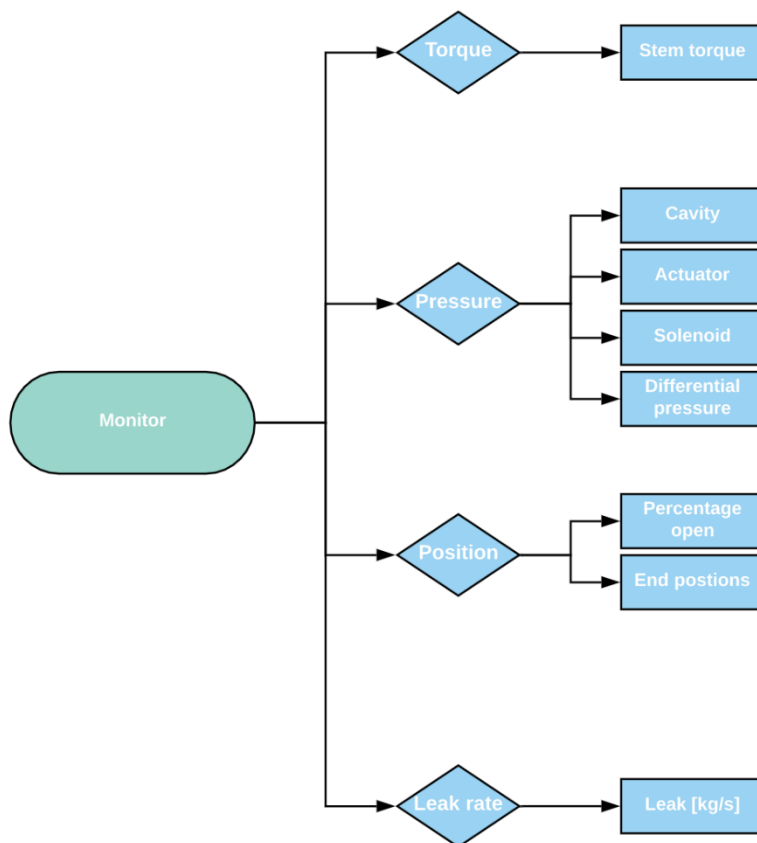 Torque
Stem torque
Cavity
Actuator
Pressure
Solenoid
Differential
pressure
Monitor
Percentage
open
Position
End postions
Leak rate
Leak [kg/s]